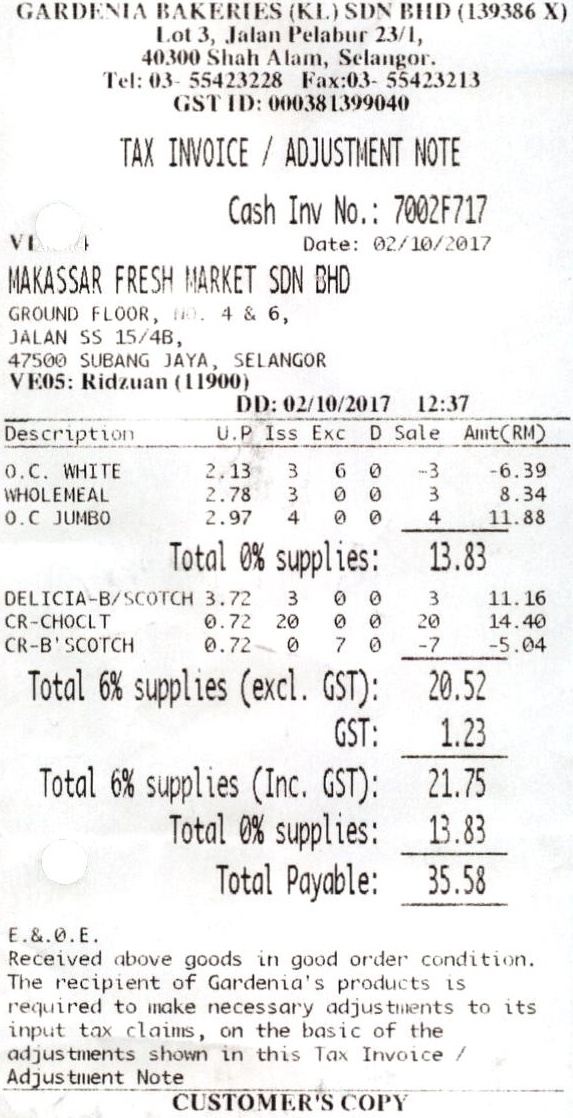 GARDENIA BAKERIES (KL) SDN BHD (139386 X)
Lot 3, Jalan Pelabur 23/1,
40300 Shah Alam, Selangor.
Tel: 03- 55423228 Fax:03- 55423213
GST ID: 000381399040
TAX INVOICE / ADJUSTMENT NOTE
Cash Inv No.: 7002F717
Date: 02/10/2017
MAKASSAR FRESH MARKET SDN BHD
GROUND FLOOR, NO. 4 & 6,
JALAN SS 15/4B,
47500 SUBANG JAYA, SELANGOR
VE05: Ridzuan (11900)
DD: 02/10/2017 12:37
Description U.P Iss Exc D Sale Amt(RM)
O.C. WHITE 2.13 3 6 0 -3 -6.39
WHOLEMEAL 2.78 3 0 0 3 8.34
O.C JUMBO 2.97 4 0 0 4 11.88
Total 0% supplies: 13.83
DELICIA-B/SCOTCH 3.72 3 0 0 3 11.16
CR-CHOCLT 0.72 20 0 0 20 14.40
CR-B'SCOTCH 0.72 0 7 0 -7 -5.04
Total 6% supplies (excl. GST): 20.52
GST: 1.23
Total 6% supplies (Inc. GST): 21.75
Total 0% supplies: 13.83
Total Payable: 35.58
E.&.O.E.
Received above goods in good order condition.
The recipient of Gardenia's products is
required to make necessary adjustments to its
input tax claims, on the basic of the
adjustments shown in this Tax Invoice /
Adjustment Note
CUSTOMER'S COPY